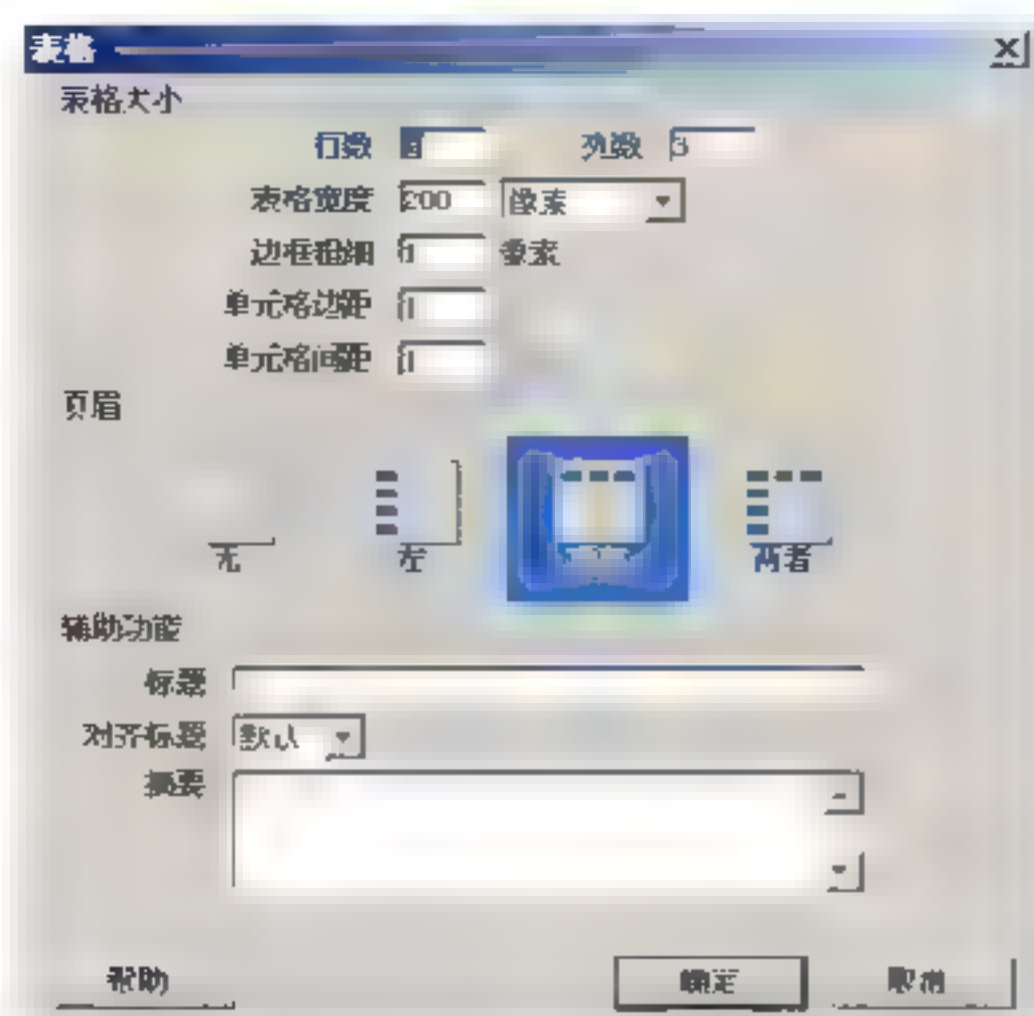 表格
表格大小
行数 列数 3
表格宽度 200 像素
边框粗细 像素
单元格边距
单元格间距
页眉
无 左 两者
辅助功能
标题
对齐标题 默认
摘要
帮助 确定 取消